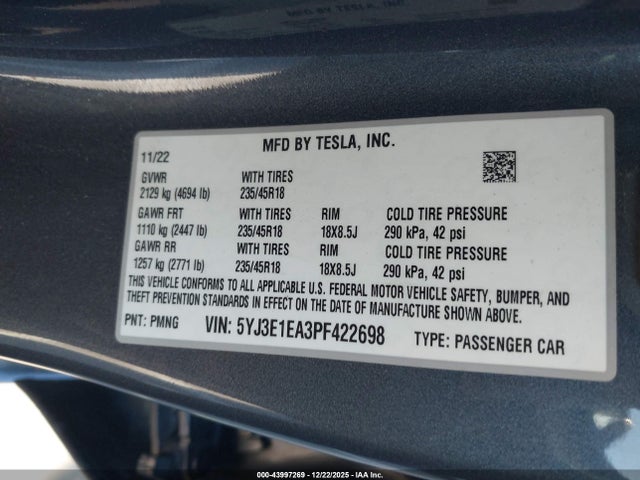 MFD BY TESLA, INC.
11/22
GVWR WITH TIRES
2129 kg (4694 lb) 235/45R18
GAWR FRT WITH TIRES RIM COLD TIRE PRESSURE
1110 kg (2447 lb) 235/45R18 18X8.5J 290 kPa, 42 psi
GAWR RR WITH TIRES RIM COLD TIRE PRESSURE
1257 kg (2771 lb) 235/45R18 18X8.5J 290 kPa, 42 psi
THIS VEHICLE CONFORMS TO ALL APPLICABLE U.S. FEDERAL MOTOR VEHICLE SAFETY, BUMPER, AND
THEFT PREVENTION STANDARDS IN EFFECT ON THE DATE OF MANUFACTURE SHOWN ABOVE.
PNT: PMNG VIN: 5YJ3E1EA3PF422698 TYPE: PASSENGER CAR
00-43997269 - 12/22/2025 - IAA Inc.